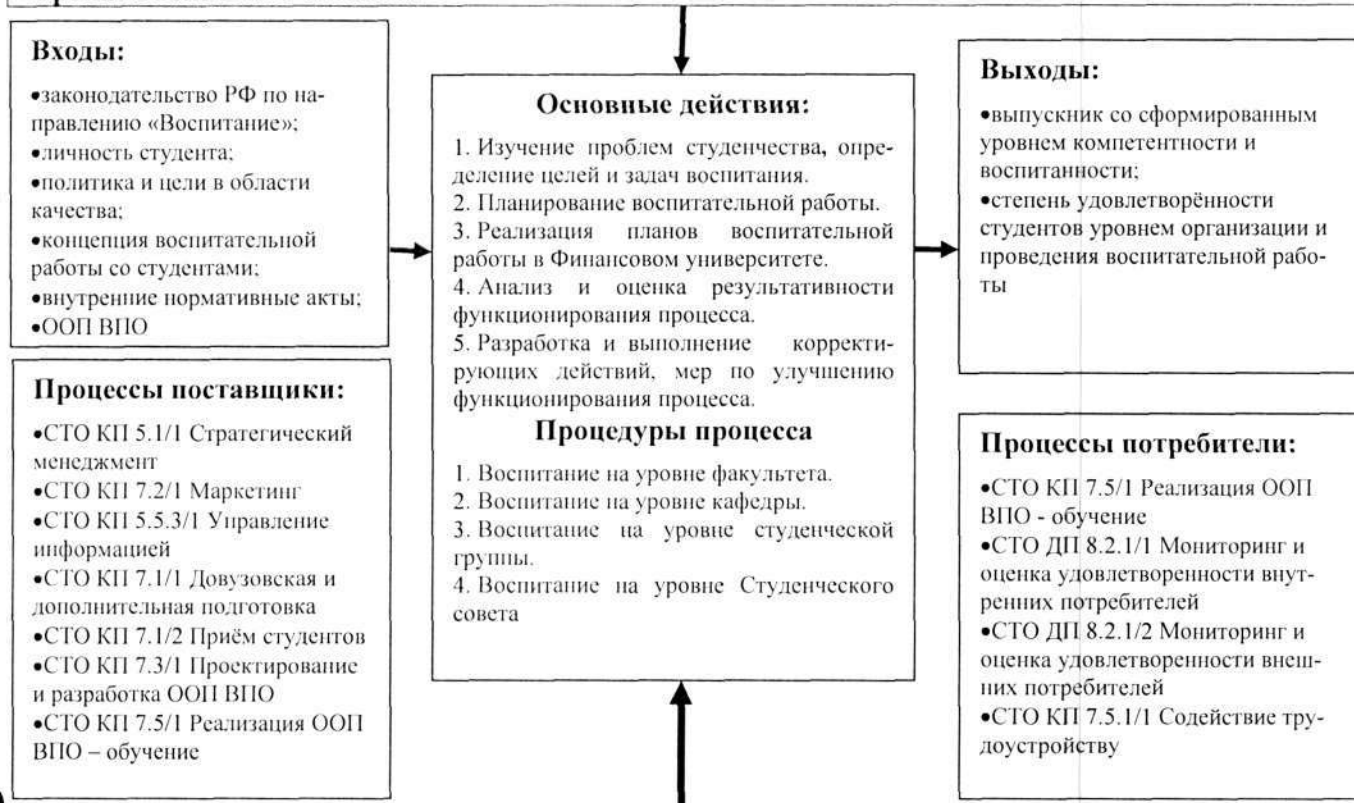 Входы:
•законодательство РФ по на-
правлению «Воспитание»;
•личность студента;
•политика и цели в области
качества;
•концепция воспитательной
работы со студентами;
•внутренние нормативные акты;
•ООП ВПО
Процессы поставщики:
•СТО КП 5.1/1 Стратегический
менеджмент
•СТО КП 7.2/1 Маркетинг
•СТО КП 5.5.3/1 Управление
информацией
•СТО КП 7.1/1 Довузовская и
дополнительная подготовка
•СТО КП 7.1/2 Приём студентов
•СТО КП 7.3/1 Проектирование
и разработка ООП ВПО
•СТО КП 7.5/1 Реализация ООП
ВПО – обучение
Основные действия:
1. Изучение проблем студенчества, опре-
деление целей и задач воспитания.
2. Планирование воспитательной работы.
3. Реализация планов воспитательной
работы в Финансовом университете.
4. Анализ и оценка результативности
функционирования процесса.
5. Разработка и выполнение корректи-
рующих действий, мер по улучшению
функционирования процесса.
Процедуры процесса
1. Воспитание на уровне факультета.
2. Воспитание на уровне кафедры.
3. Воспитание на уровне студенческой
группы.
4. Воспитание на уровне Студенческого
совета
Выходы:
•выпускник со сформированным
уровнем компетентности и
воспитанности;
•степень удовлетворённости
студентов уровнем организации и
проведения воспитательной рабо-
ты
Процессы потребители:
•СТО КП 7.5/1 Реализация ООП
ВПО - обучение
•СТО ДП 8.2.1/1 Мониторинг и
оценка удовлетворенности внут-
ренних потребителей
•СТО ДП 8.2.1/2 Мониторинг и
оценка удовлетворенности внеш-
них потребителей
•СТО КП 7.5.1/1 Содействие тру-
доустройству